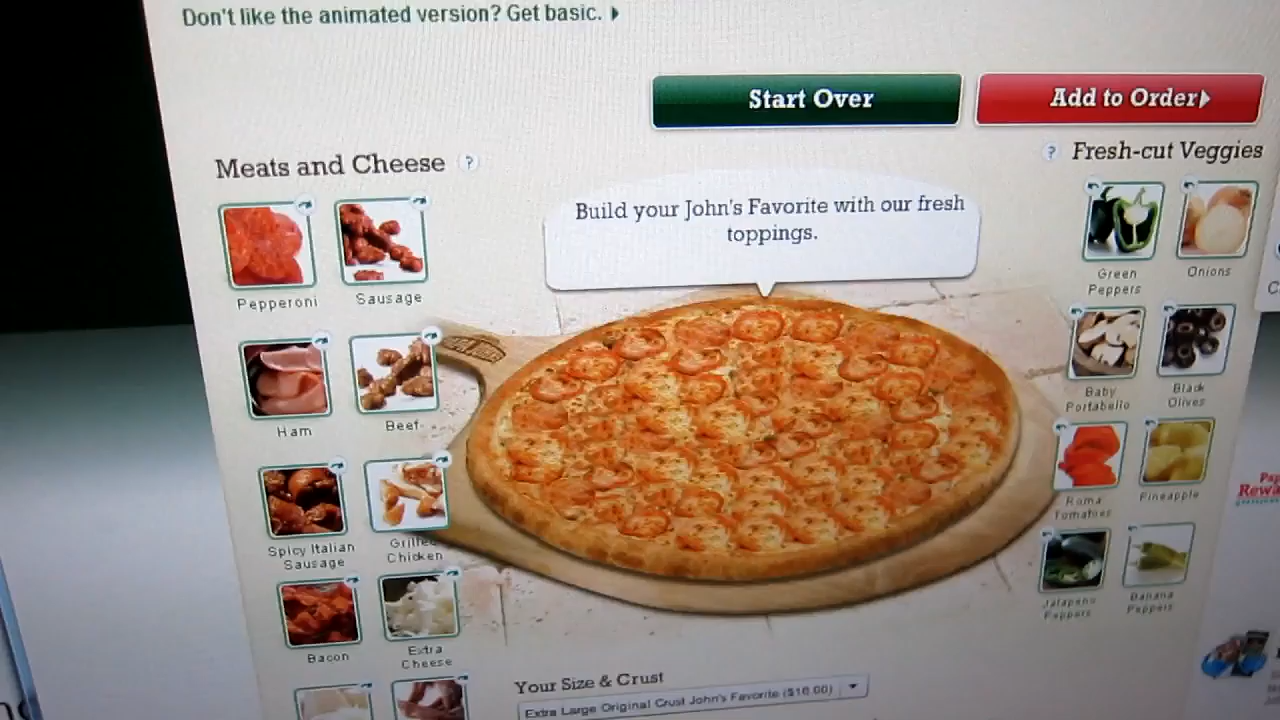 Don't like the animated version? Get basic.
Start Over
Add to Order
Meats and Cheese ?
? Fresh-cut Veggies
Build your John's Favorite with our fresh
toppings.
Pepperoni
Sausage
Green
Peppers
Onions
Ham
Beef
Baby
Portabello
Black
Olives
Spicy Italian
Sausage
Grilled
Chicken
Roma
Tomatoes
Pineapple
Bacon
Extra
Cheese
Jalapeno
Peppers
Banana
Peppers
Your Size & Crust
Extra Large Original Crust John's Favorite ($16.00)